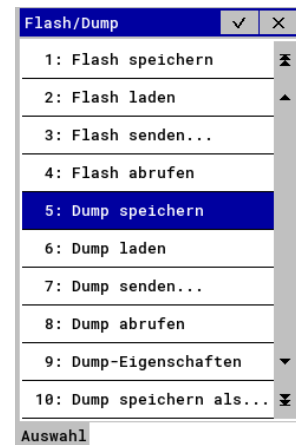 Flash/Dump
1: Flash speichern
2: Flash laden
3: Flash senden...
4: Flash abrufen
5: Dump speichern
6: Dump laden
7: Dump senden...
8: Dump abrufen
9: Dump-Eigenschaften
10: Dump speichern als...
Auswahl